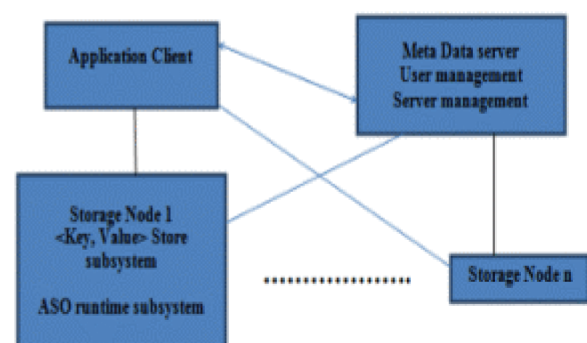 Application Client
Meta Data server
User management
Server management
Storage Node 1
<Key, Value> Store
subsystem
ASO runtime subsystem
Storage Node n